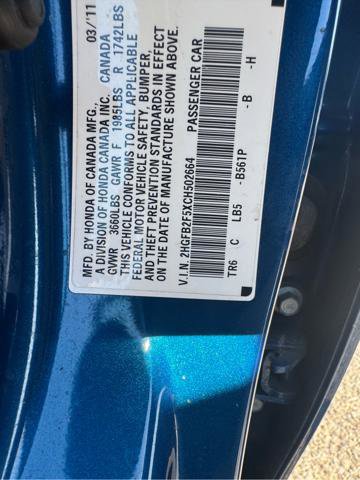 MFD. BY HONDA OF CANADA MFG., 03/'11
A DIVISION OF HONDA CANADA INC., CANADA
GVWR 3660LBS GAWR F 1985LBS R 1742LBS
THIS VEHICLE CONFORMS TO ALL APPLICABLE
FEDERAL MOTOR VEHICLE SAFETY, BUMPER,
AND THEFT PREVENTION STANDARDS IN EFFECT
ON THE DATE OF MANUFACTURE SHOWN ABOVE.
V.I.N. 2HGFB2F5XCH502664 PASSENGER CAR
TR6 C LB5 -B561P -B -H